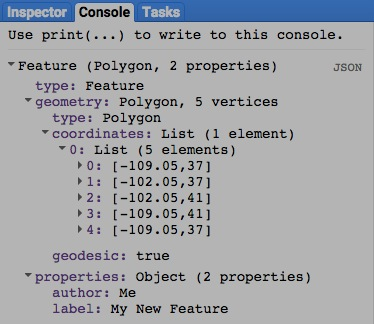 Inspector Console Tasks
Use print(...) to write to this console.
Feature (Polygon, 2 properties) JSON
type: Feature
geometry: Polygon, 5 vertices
type: Polygon
coordinates: List (1 element)
0: List (5 elements)
0: [-109.05,37]
1: [-102.05,37]
2: [-102.05,41]
3: [-109.05,41]
4: [-109.05,37]
geodesic: true
properties: Object (2 properties)
author: Me
label: My New Feature